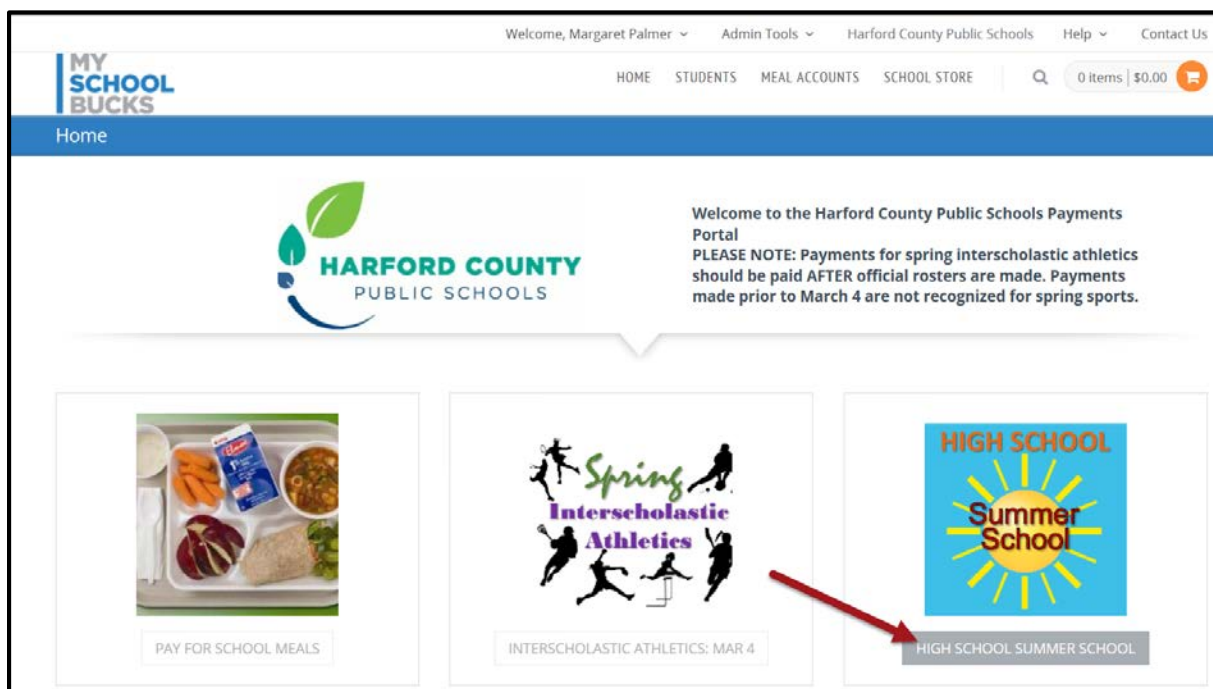 Welcome, Margaret Palmer Admin Tools Harford County Public Schools Help Contact Us
MY
SCHOOL
BUCKS
HOME STUDENTS MEAL ACCOUNTS SCHOOL STORE 0 items | $0.00
Home
HARFORD COUNTY
PUBLIC SCHOOLS
Welcome to the Harford County Public Schools Payments
Portal
PLEASE NOTE: Payments for spring interscholastic athletics
should be paid AFTER official rosters are made. Payments
made prior to March 4 are not recognized for spring sports.
Spring
Interscholastic
Athletics
HIGH SCHOOL
Summer
School
PAY FOR SCHOOL MEALS
INTERSCHOLASTIC ATHLETICS: MAR 4
HIGH SCHOOL SUMMER SCHOOL